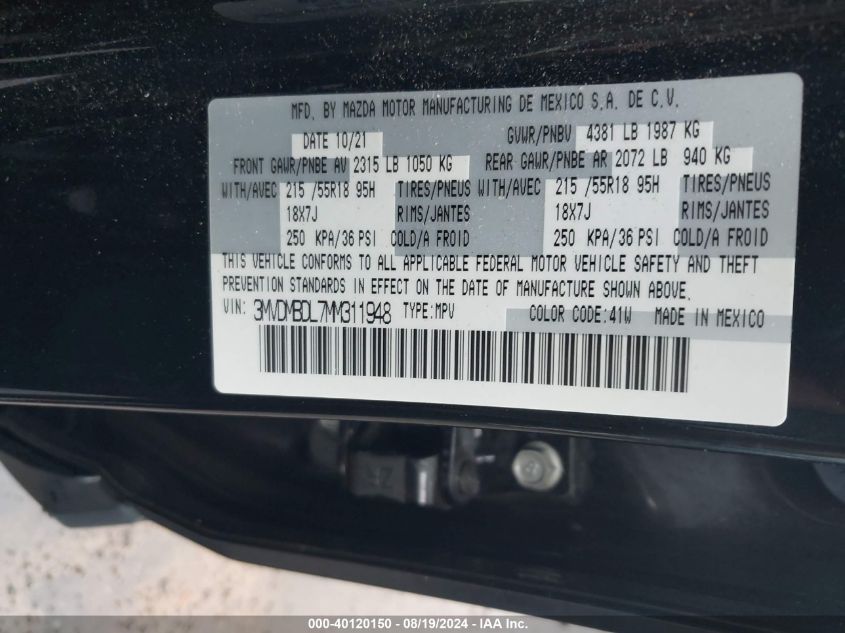 MFD. BY MAZDA MOTOR MANUFACTURING DE MEXICO S.A. DE C.V.
DATE 10/21 GVWR/PNBV 4381 LB 1987 KG
FRONT GAWR/PNBE AV 2315 LB 1050 KG REAR GAWR/PNBE AR 2072 LB 940 KG
WITH/AVEC 215 /55R18 95H TIRES/PNEUS WITH/AVEC 215 /55R18 95H TIRES/PNEUS
18X7J RIMS/JANTES 18X7J RIMS/JANTES
250 KPA/36 PSI COLD/A FROID 250 KPA/36 PSI COLD/A FROID
THIS VEHICLE CONFORMS TO ALL APPLICABLE FEDERAL MOTOR VEHICLE SAFETY AND THEFT
PREVENTION STANDARDS IN EFFECT ON THE DATE OF MANUFACTURE SHOWN ABOVE.
VIN: 3MVDMBDL7MM311948 TYPE:MPV COLOR CODE:41W MADE IN MEXICO
000-40120150 - 08/19/2024 - IAA Inc.